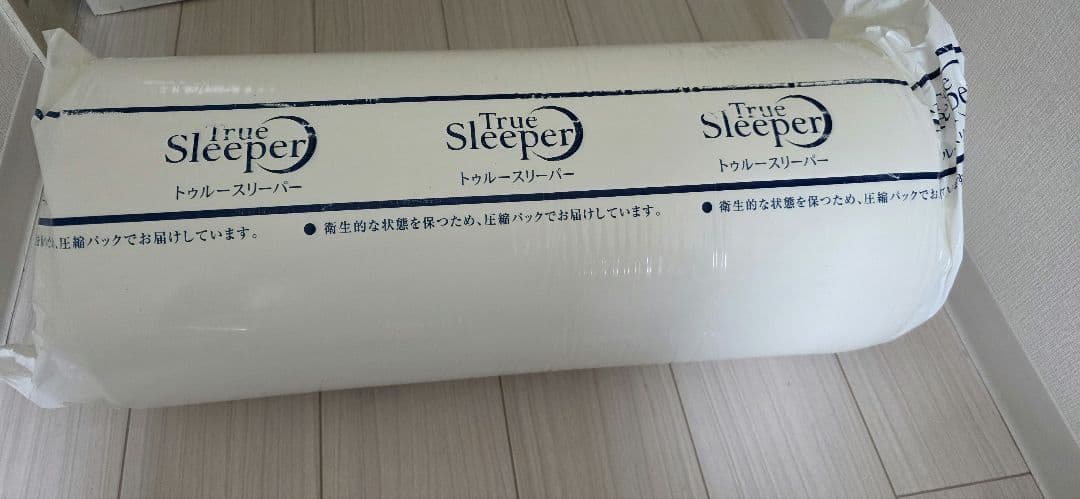 True
Sleeper
トゥルースリーパー
True
Sleeper
トゥルースリーパー
True
Sleeper
トゥルースリーパー
圧縮パックでお届けしています。
● 衛生的な状態を保つため、圧縮パックでお届けしています。
● 衛生的な状態を保つため、圧縮パックでお